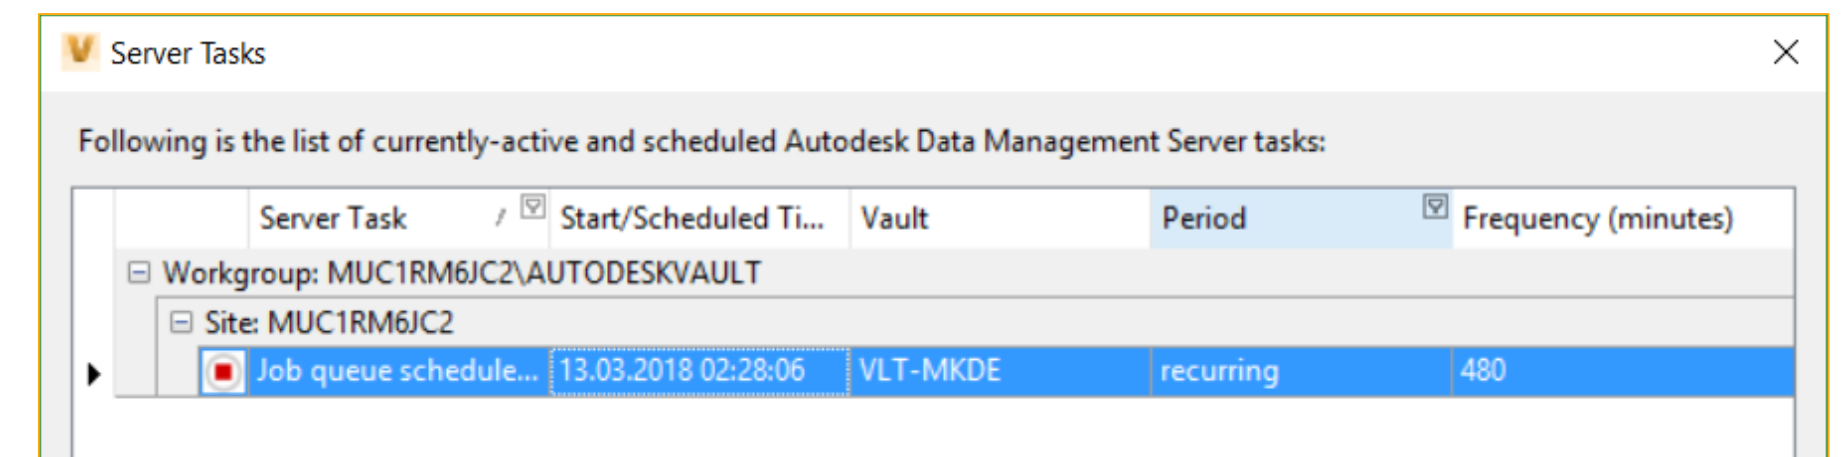 Server Tasks
Following is the list of currently-active and scheduled Autodesk Data Management Server tasks:
Server Task / Start/Scheduled Ti... Vault Period Frequency (minutes)
Workgroup: MUC1RM6JC2\AUTODESKVAULT
Site: MUC1RM6JC2
Job queue schedule... 13.03.2018 02:28:06 VLT-MKDE recurring 480